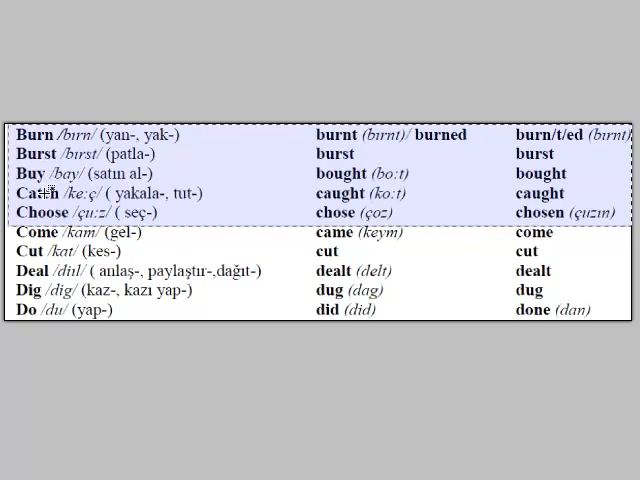 Burn /bırn/ (yan-, yak-) burnt (bırnt)/ burned burn/t/ed (bırnt)
Burst /bırst/ (patla-) burst burst
Buy /bay/ (satın al-) bought (bo:t) bought
Catch /ke:ç/ ( yakala-, tut-) caught (ko:t) caught
Choose /çu:z/ ( seç-) chose (çoz) chosen (çuzın)
Come /kam/ (gel-) came (keym) come
Cut /kat/ (kes-) cut cut
Deal /diıl/ ( anlaş-, paylaştır-,dağıt-) dealt (delt) dealt
Dig /dig/ (kaz-, kazı yap-) dug (dag) dug
Do /du/ (yap-) did (did) done (dan)